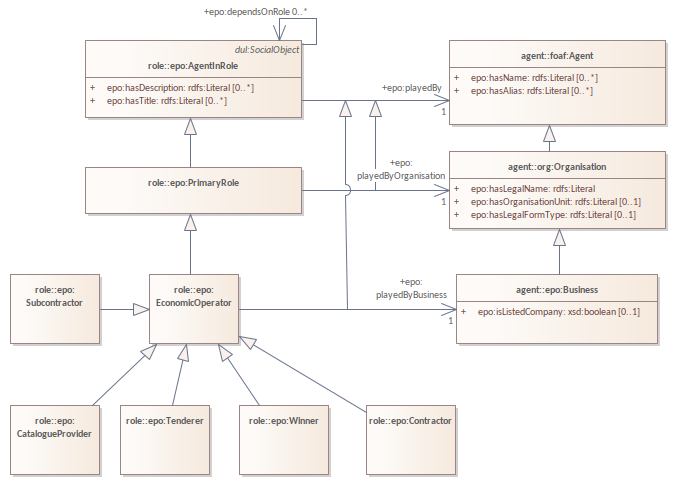 +epo:dependsOnRole 0..*
dul:SocialObject
role::epo:AgentInRole
+ epo:hasDescription: rdfs:Literal [0..*]
+ epo:hasTitle: rdfs:Literal [0..*]
agent::foaf:Agent
+ epo:hasName: rdfs:Literal [0..*]
+ epo:hasAlias: rdfs:Literal [0..*]
+epo:playedBy
1
role::epo:PrimaryRole
+epo:
playedByOrganisation
1
agent::org:Organisation
+ epo:hasLegalName: rdfs:Literal
+ epo:hasOrganisationUnit: rdfs:Literal [0..1]
+ epo:hasLegalFormType: rdfs:Literal [0..1]
role::epo:
Subcontractor
role::epo:
EconomicOperator
+epo:
playedByBusiness
1
agent::epo:Business
+ epo:isListedCompany: xsd:boolean [0..1]
role::epo:
CatalogueProvider
role::epo:Tenderer
role::epo:Winner
role::epo:Contractor